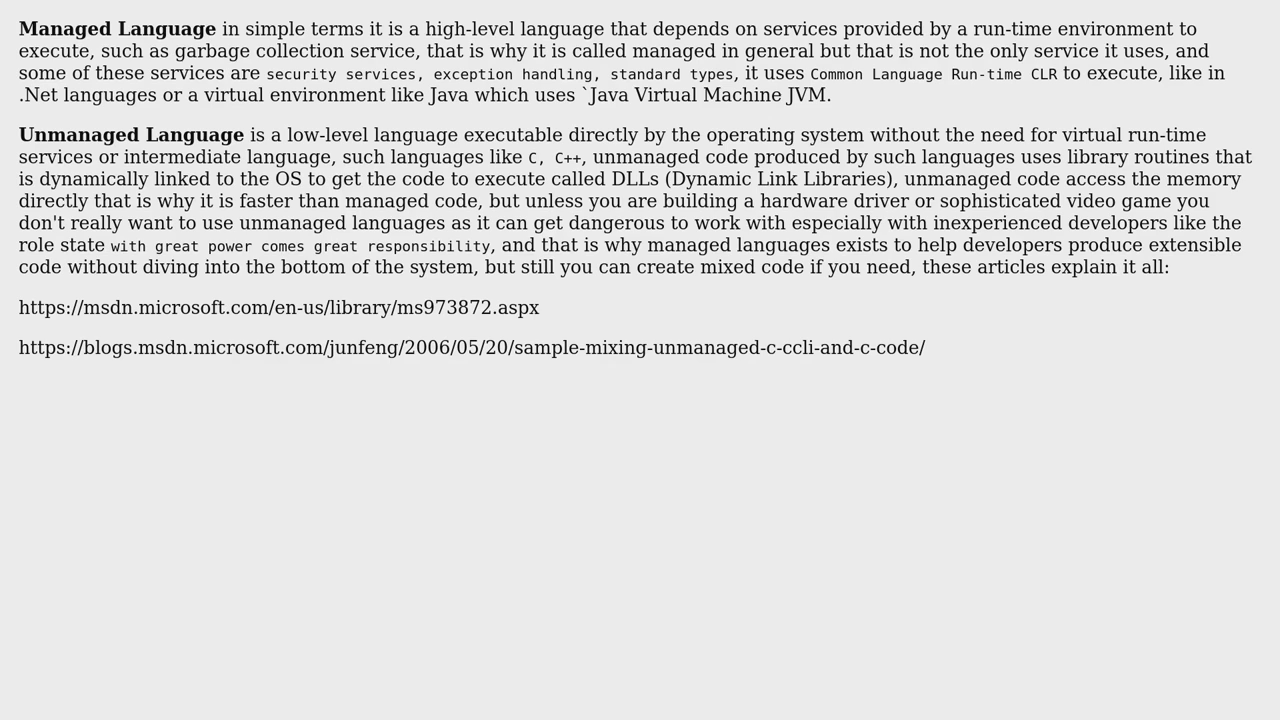 Managed Language in simple terms it is a high-level language that depends on services provided by a run-time environment to
execute, such as garbage collection service, that is why it is called managed in general but that is not the only service it uses, and
some of these services are security services, exception handling, standard types, it uses Common Language Run-time CLR to execute, like in
.Net languages or a virtual environment like Java which uses `Java Virtual Machine JVM.
Unmanaged Language is a low-level language executable directly by the operating system without the need for virtual run-time
services or intermediate language, such languages like C, C++, unmanaged code produced by such languages uses library routines that
is dynamically linked to the OS to get the code to execute called DLLs (Dynamic Link Libraries), unmanaged code access the memory
directly that is why it is faster than managed code, but unless you are building a hardware driver or sophisticated video game you
don't really want to use unmanaged languages as it can get dangerous to work with especially with inexperienced developers like the
role state with great power comes great responsibility, and that is why managed languages exists to help developers produce extensible
code without diving into the bottom of the system, but still you can create mixed code if you need, these articles explain it all:
https://msdn.microsoft.com/en-us/library/ms973872.aspx
https://blogs.msdn.microsoft.com/junfeng/2006/05/20/sample-mixing-unmanaged-c-ccli-and-c-code/